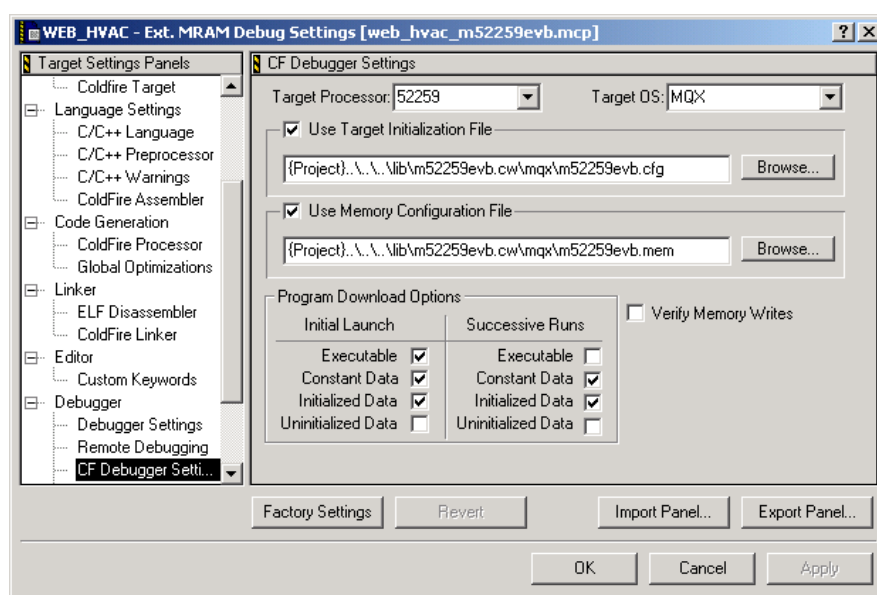 WEB_HVAC - Ext. MRAM Debug Settings [web_hvac_m52259evb.mcp]
Target Settings Panels
Coldfire Target
Language Settings
C/C++ Language
C/C++ Preprocessor
C/C++ Warnings
ColdFire Assembler
Code Generation
ColdFire Processor
Global Optimizations
Linker
ELF Disassembler
ColdFire Linker
Editor
Custom Keywords
Debugger
Debugger Settings
Remote Debugging
CF Debugger Setti...
CF Debugger Settings
Target Processor: 52259 Target OS: MQX
Use Target Initialization File
{Project}..\..\..\lib\m52259evb.cw\mqx\m52259evb.cfg Browse...
Use Memory Configuration File
{Project}..\..\..\lib\m52259evb.cw\mqx\m52259evb.mem Browse...
Program Download Options
Verify Memory Writes
Initial Launch Successive Runs
Executable Executable
Constant Data Constant Data
Initialized Data Initialized Data
Uninitialized Data Uninitialized Data
Factory Settings Revert Import Panel... Export Panel...
OK Cancel Apply